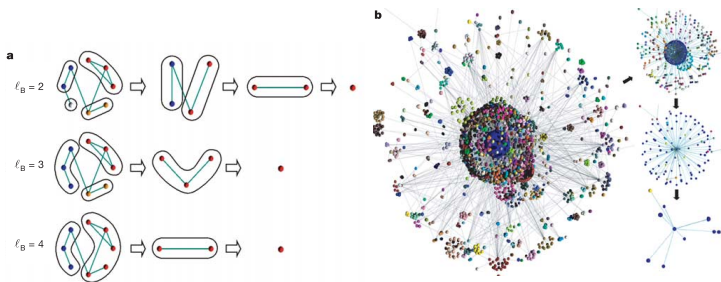 a
ℓB = 2
ℓB = 3
ℓB = 4
b